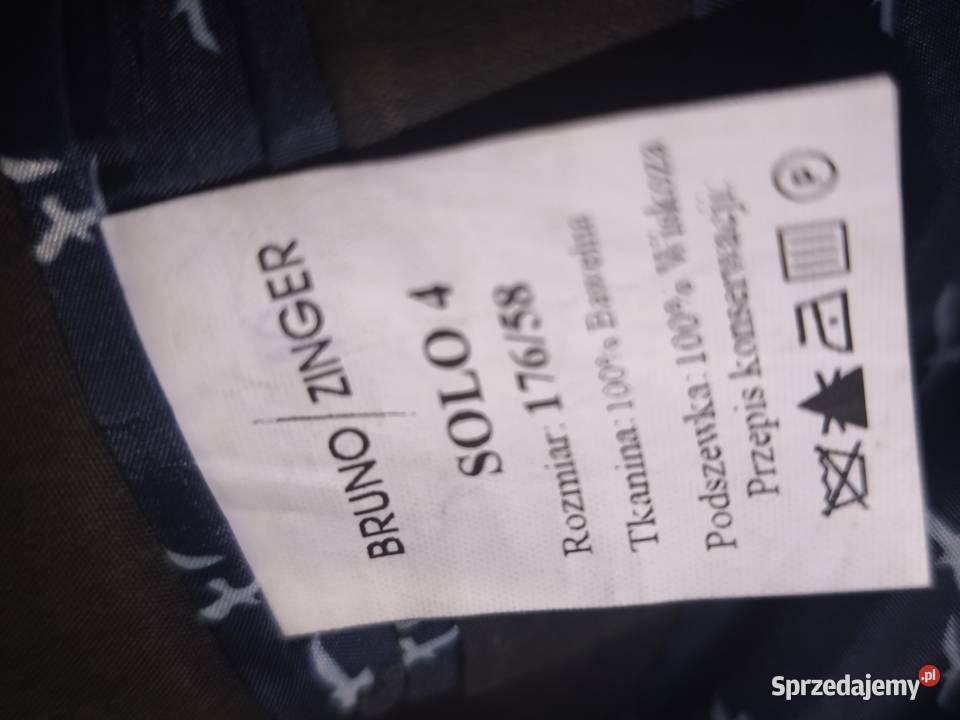 BRUNO ZINGER
SOLO 4
Rozmiar: 176/58
Tkanina: 100% Bawełna
Podszewka: 100% Wiskoza
Przepis konserwacji:
P
Sprzedajemy.pl